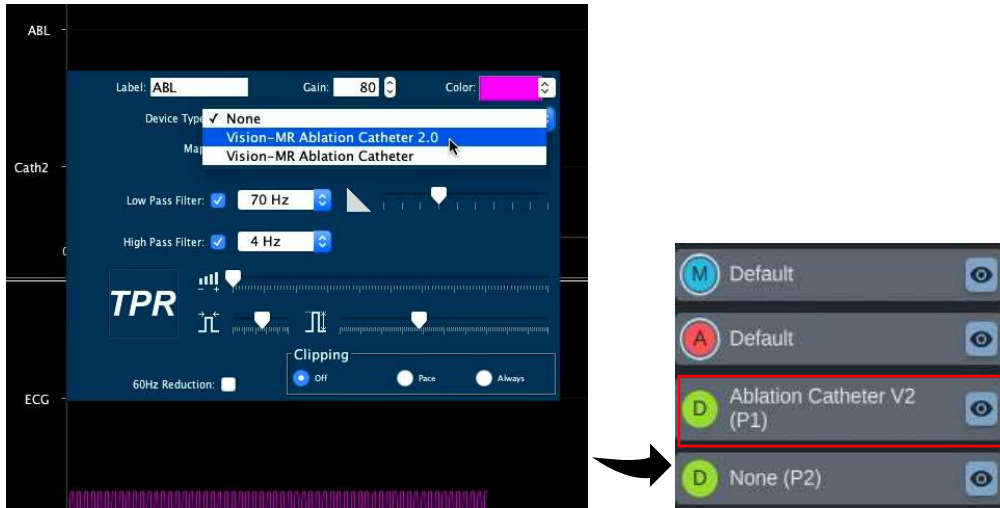 ABL
Label: ABL Gain: 80 Color:
Device Type ✓ None
Vision-MR Ablation Catheter 2.0
Map Vision-MR Ablation Catheter
Cath2
Low Pass Filter: 70 Hz
High Pass Filter: 4 Hz
TPR
Clipping
Off Pace Always
60Hz Reduction:
ECG
M Default
A Default
D Ablation Catheter V2
(P1)
D None (P2)